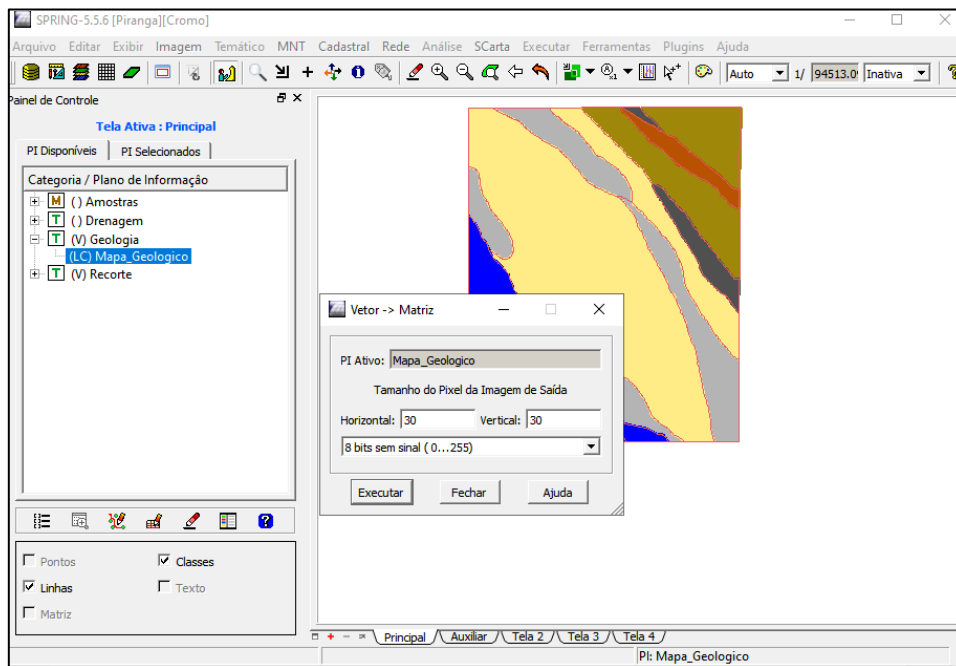 SPRING-5.5.6 [Piranga][Cromo]
Arquivo Editar Exibir Imagem Temático MNT Cadastral Rede Análise SCarta Executar Ferramentas Plugins Ajuda
Auto 1/ 94513.0 Inativa
Painel de Controle
Tela Ativa : Principal
PI Disponíveis PI Selecionados
Categoria / Plano de Informação
M ( ) Amostras
T ( ) Drenagem
T (V) Geologia
(LC) Mapa_Geologico
T (V) Recorte
Vetor -> Matriz
PI Ativo: Mapa_Geologico
Tamanho do Pixel da Imagem de Saída
Horizontal: 30 Vertical: 30
8 bits sem sinal ( 0...255)
Executar Fechar Ajuda
Pontos Classes
Linhas Texto
Matriz
Principal Auxiliar Tela 2 Tela 3 Tela 4
PI: Mapa_Geologico